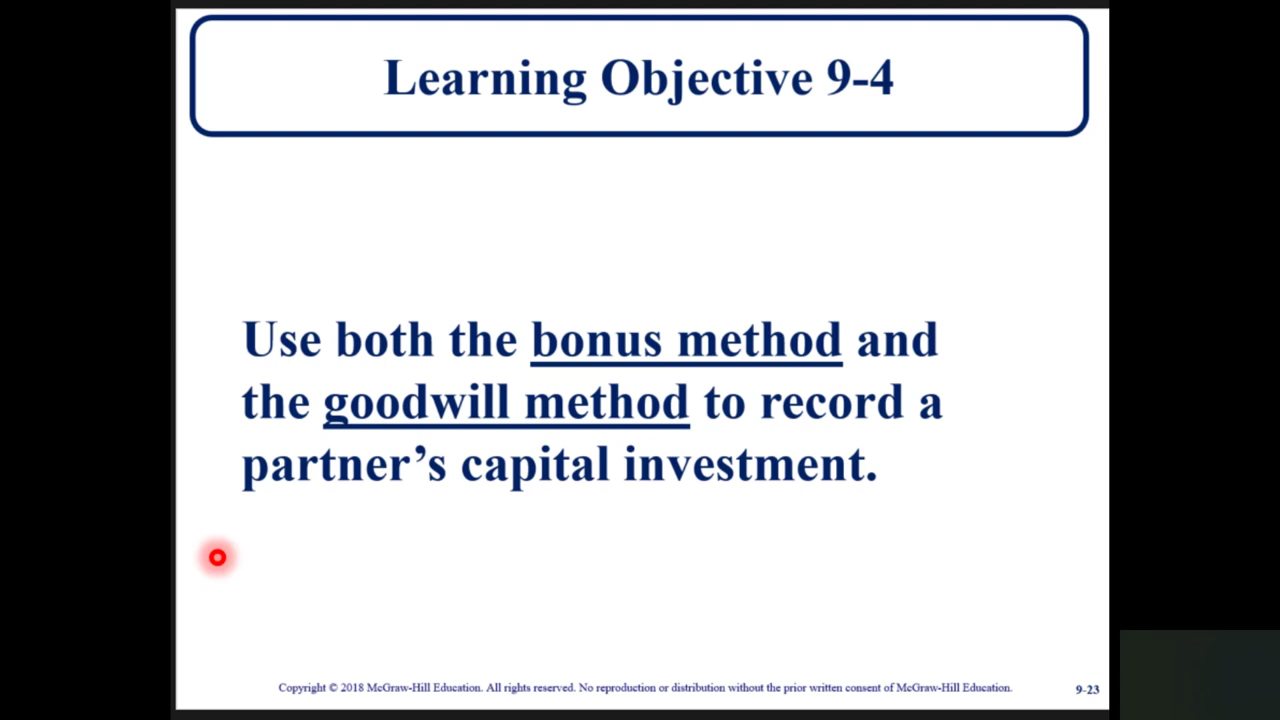 Learning Objective 9-4
Use both the bonus method and
the goodwill method to record a
partner’s capital investment.
Copyright © 2018 McGraw-Hill Education. All rights reserved. No reproduction or distribution without the prior written consent of McGraw-Hill Education.
9-23